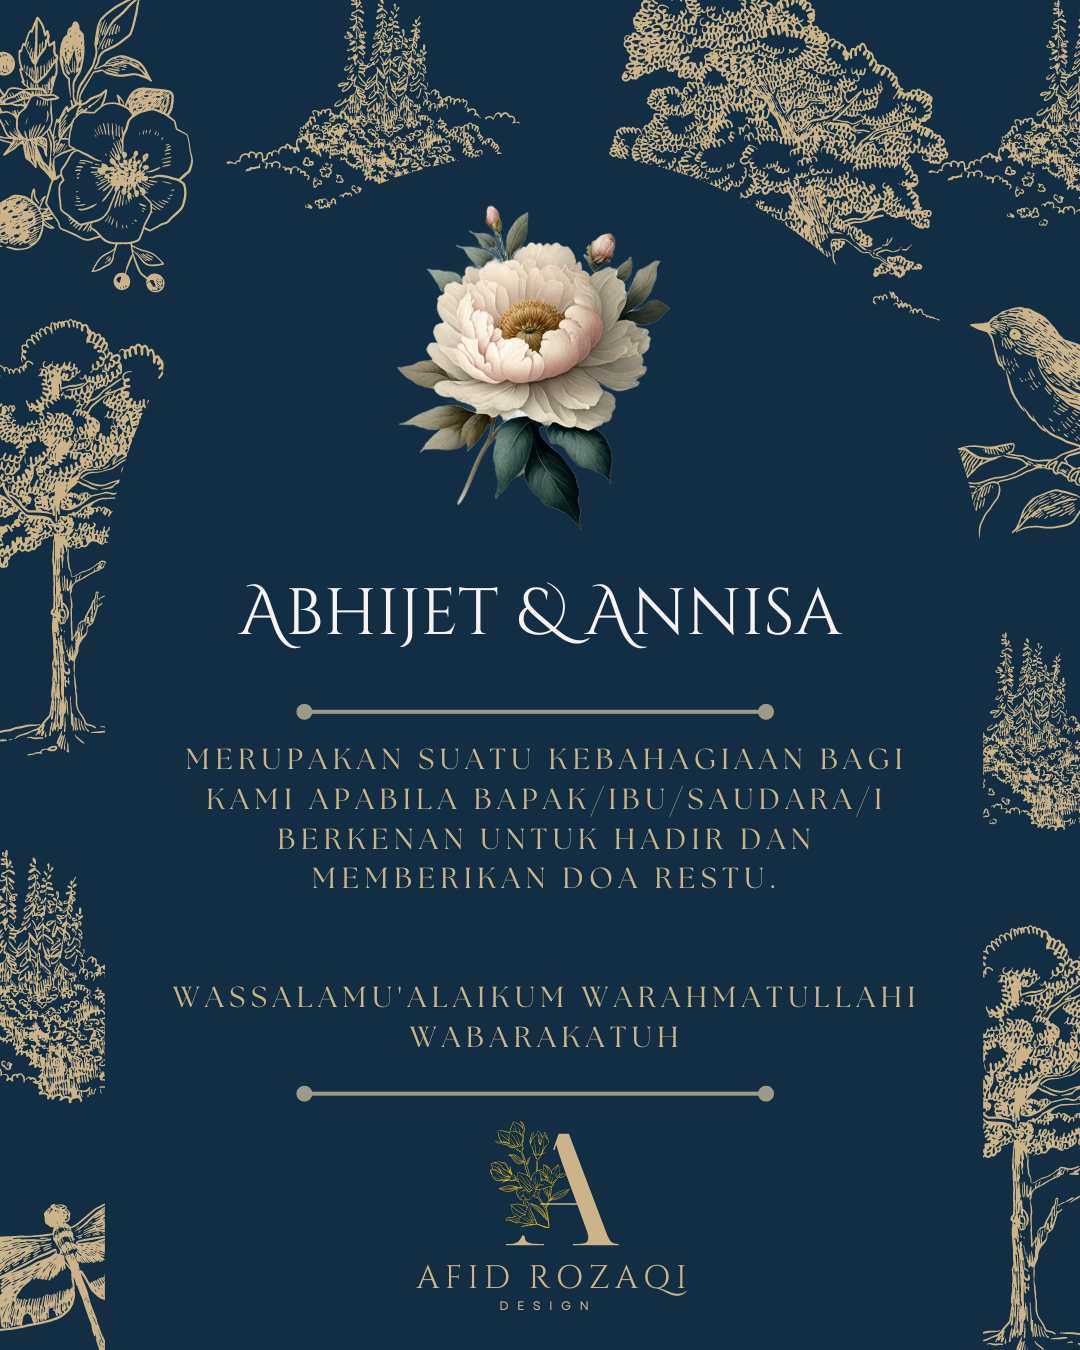 ABHIJET & ANNISA
MERUPAKAN SUATU KEBAHAGIAAN BAGI
KAMI APABILA BAPAK/IBU/SAUDARA/I
BERKENAN UNTUK HADIR DAN
MEMBERIKAN DOA RESTU.
WASSALAMU'ALAIKUM WARAHMATULLAHI
WABARAKATUH
A
AFID ROZAQI
DESIGN